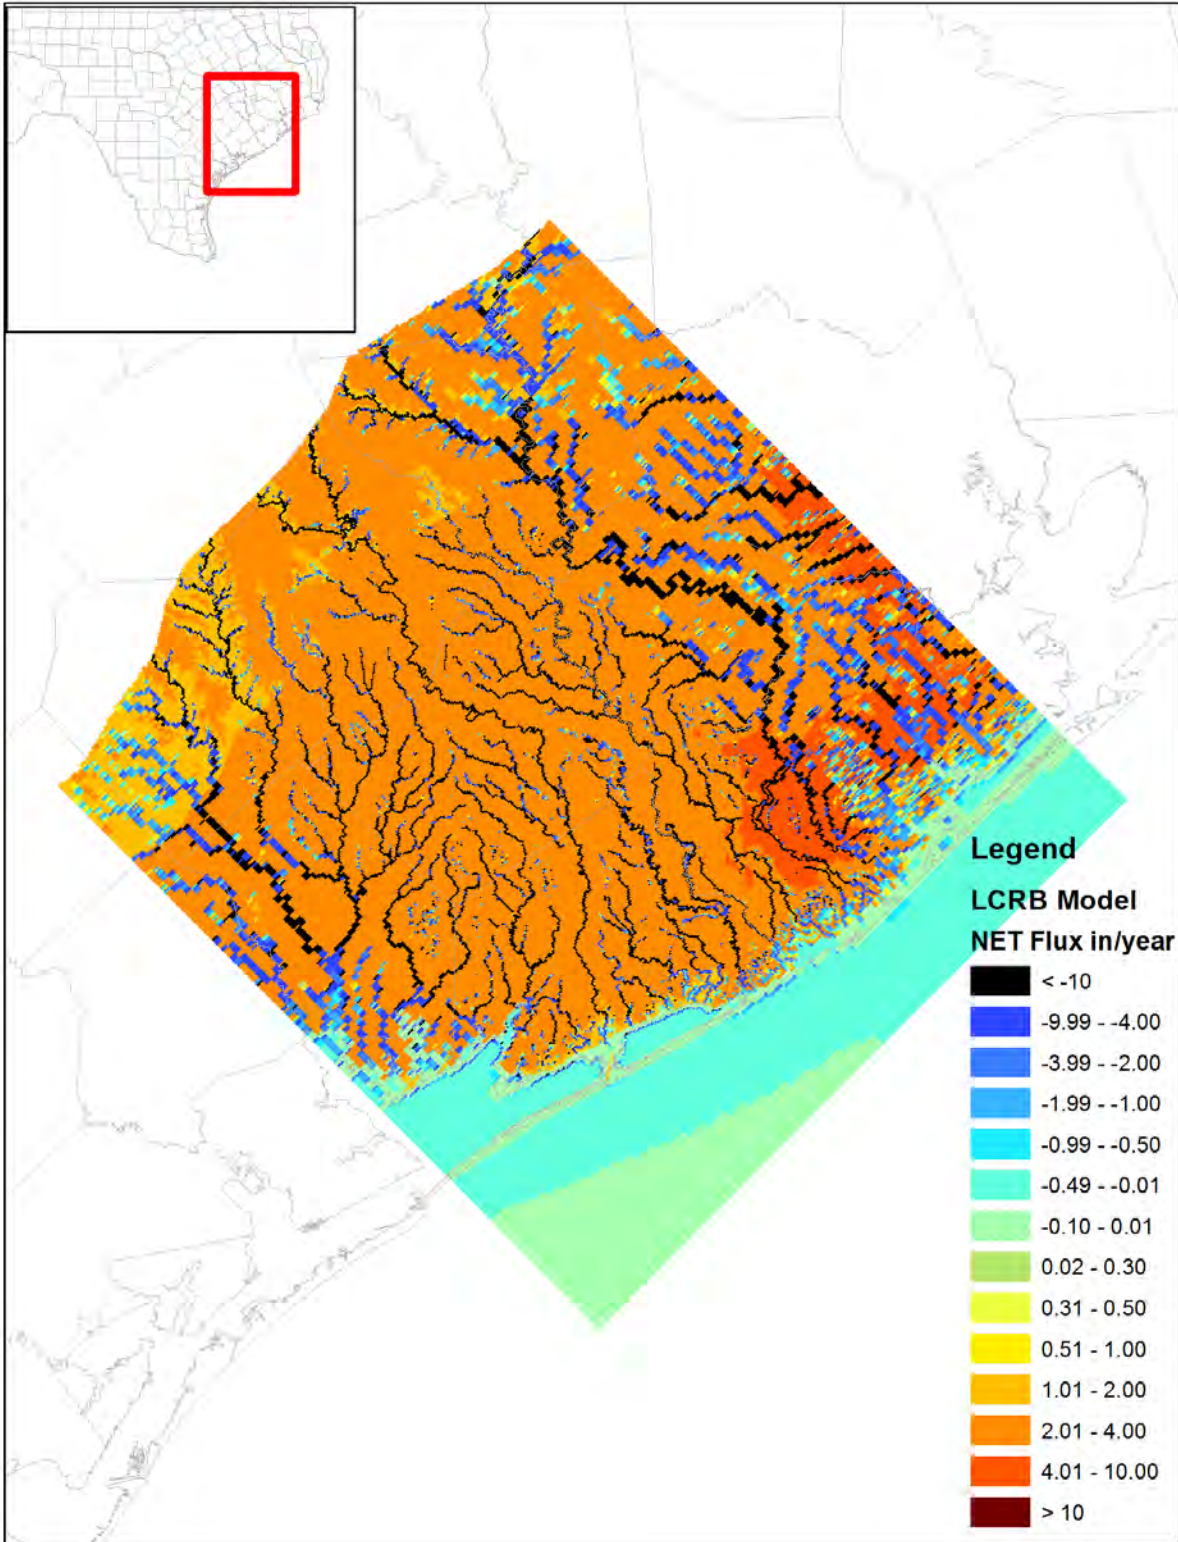 Legend
LCRB Model
NET Flux in/year
< -10
-9.99 - -4.00
-3.99 - -2.00
-1.99 - -1.00
-0.99 - -0.50
-0.49 - -0.01
-0.10 - 0.01
0.02 - 0.30
0.31 - 0.50
0.51 - 1.00
1.01 - 2.00
2.01 - 4.00
4.01 - 10.00
> 10